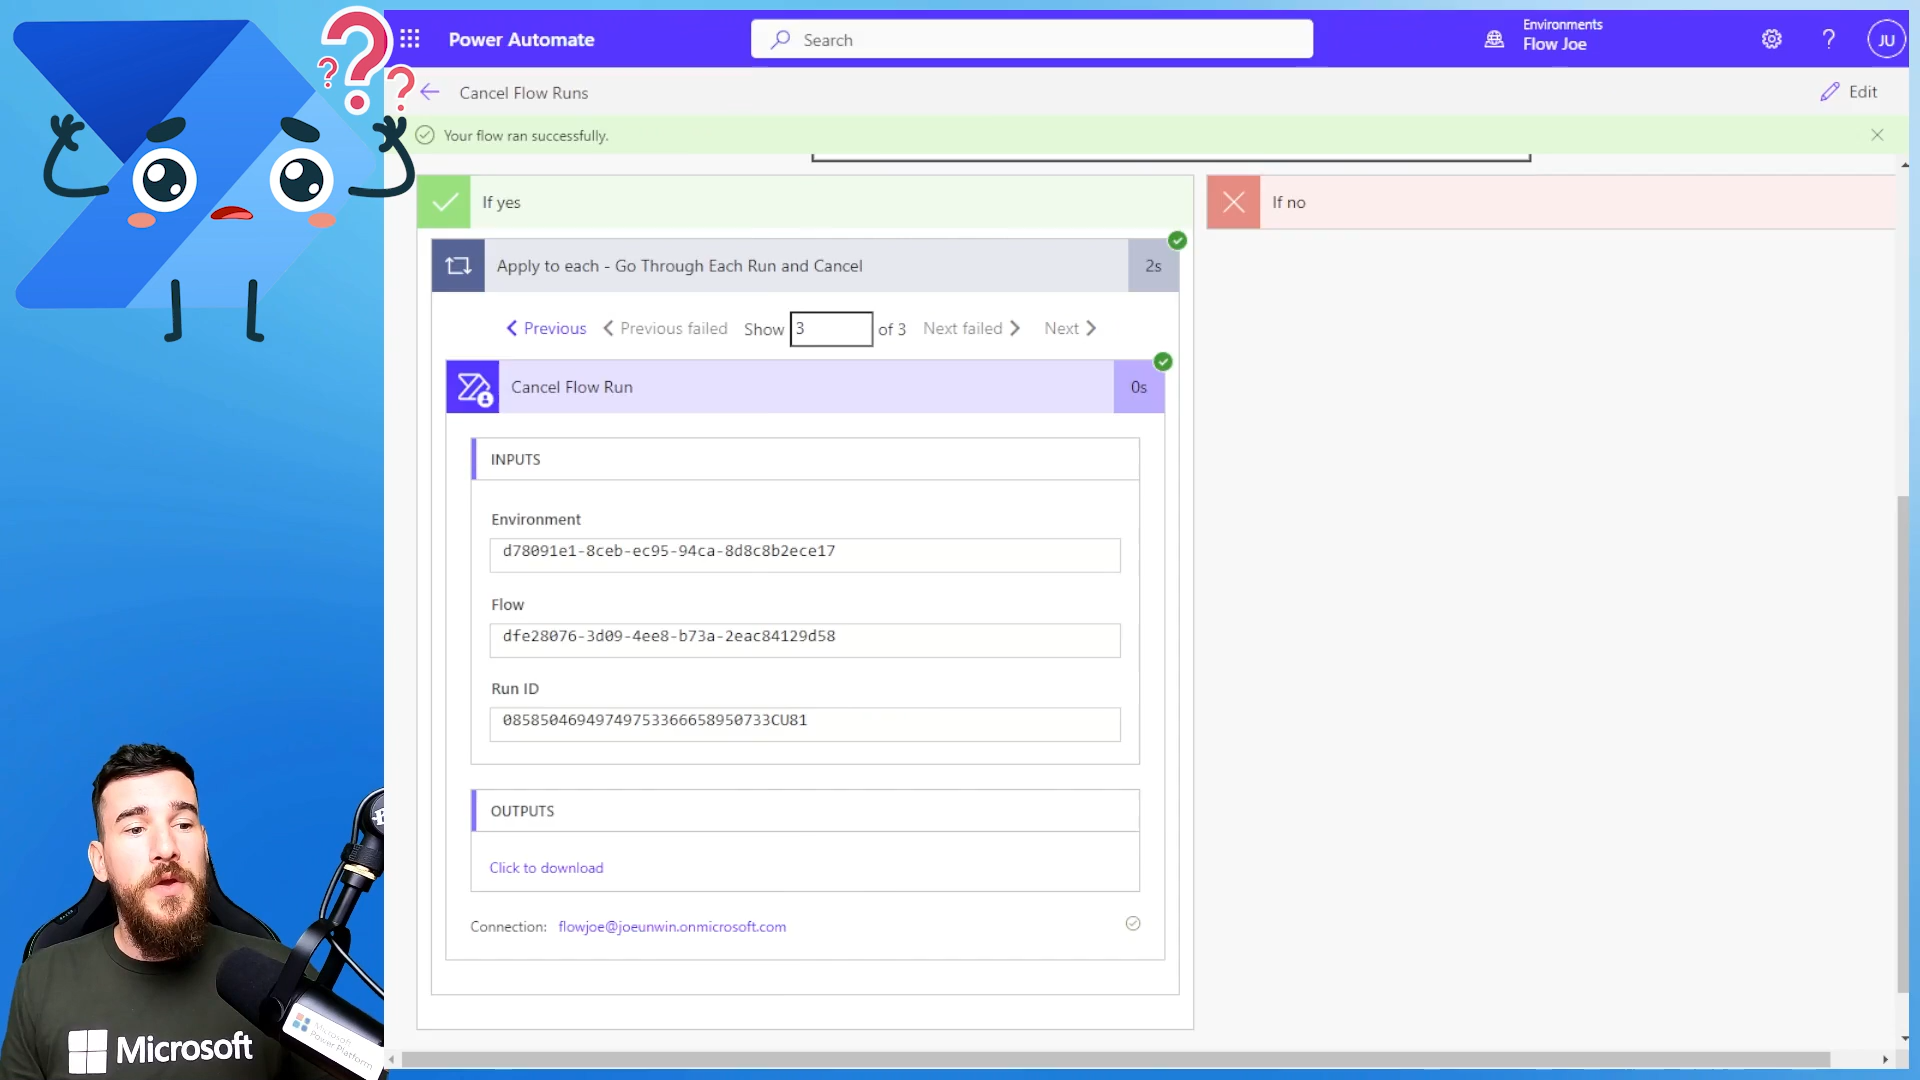 Power Automate
Search
Environments
Flow Joe
?
JU
Cancel Flow Runs
Edit
Your flow ran successfully.
If yes
If no
Apply to each - Go Through Each Run and Cancel
2s
Previous
Previous failed
Show
3
of 3
Next failed
Next
Cancel Flow Run
0s
INPUTS
Environment
d78091e1-8ceb-ec95-94ca-8d8c8b2ece17
Flow
dfe28076-3d09-4ee8-b73a-2eac84129d58
Run ID
08585046949749753366658950733CU81
OUTPUTS
Click to download
Connection: flowjoe@joeunwin.onmicrosoft.com
Microsoft
Microsoft
Power Platform
???